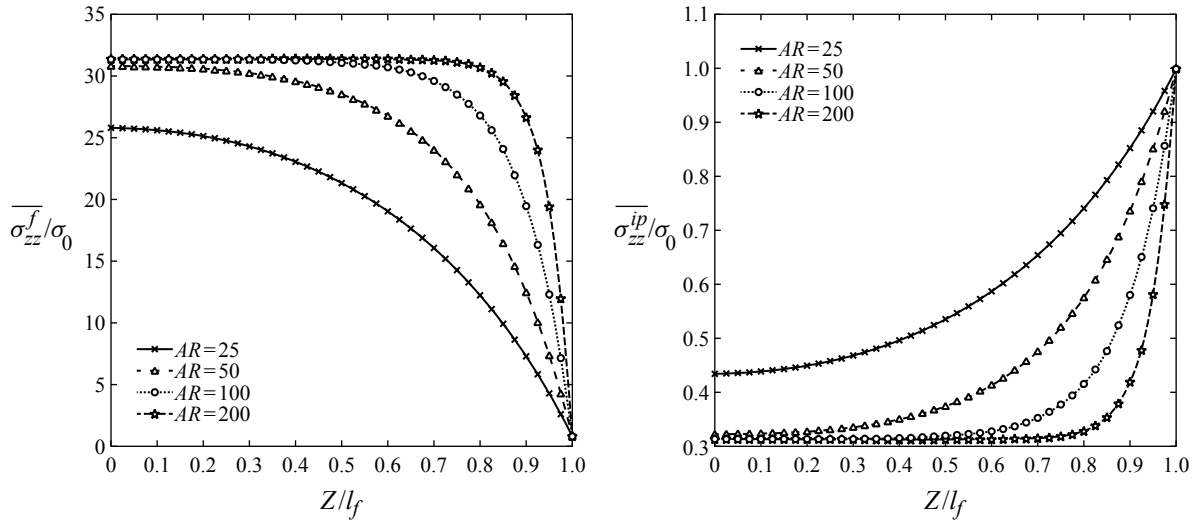 35
30
25
20
15
10
5
0
σ̅ᶠzz/σ0
AR=25
AR=50
AR=100
AR=200
0 0.1 0.2 0.3 0.4 0.5 0.6 0.7 0.8 0.9 1.0
Z/lf
1.1
1.0
0.9
0.8
0.7
0.6
0.5
0.4
0.3
σ̅ⁱᵖzz/σ0
AR=25
AR=50
AR=100
AR=200
0 0.1 0.2 0.3 0.4 0.5 0.6 0.7 0.8 0.9 1.0
Z/lf